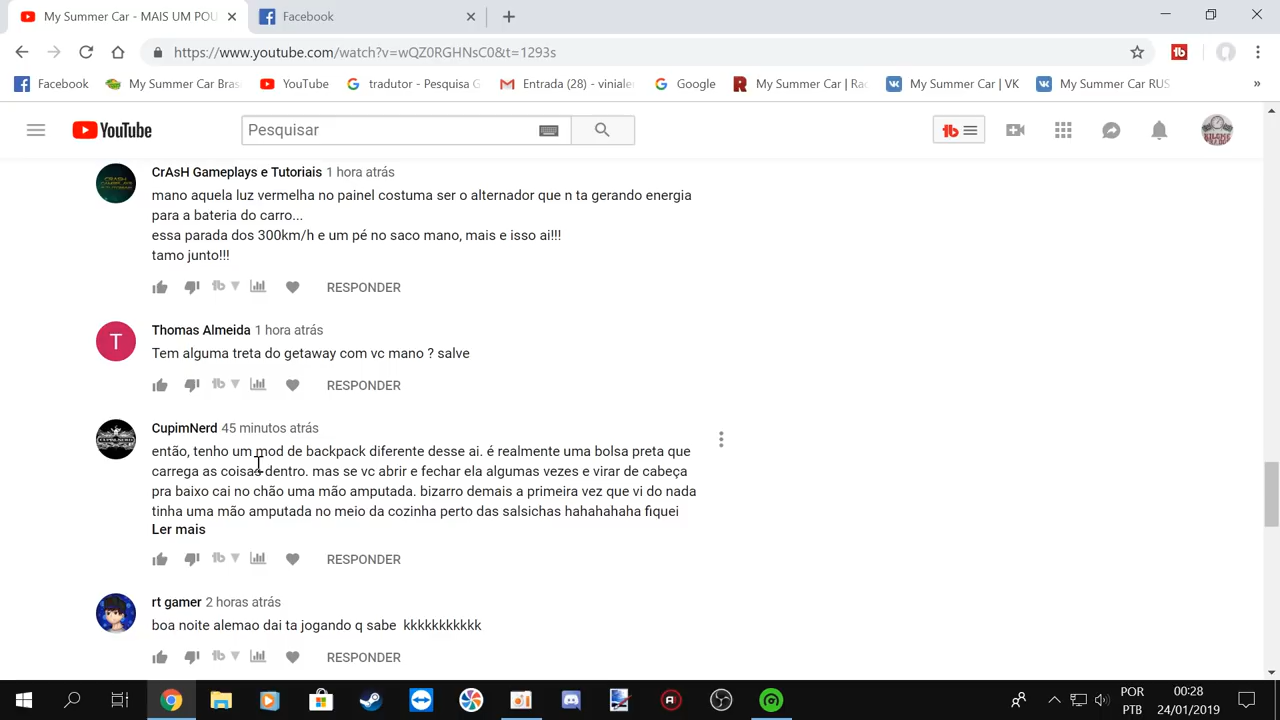 My Summer Car - MAIS UM POU
Facebook
https://www.youtube.com/watch?v=wQZ0RGHNsC0&t=1293s
Facebook
My Summer Car Bras
YouTube
tradutor - Pesquisa G
Entrada (28) - vinialer
Google
My Summer Car | Rac
My Summer Car | VK
My Summer Car RUS
»
YouTube
Pesquisar
CrAsH Gameplays e Tutoriais 1 hora atrás
mano aquela luz vermelha no painel costuma ser o alternador que n ta gerando energia
para a bateria do carro...
essa parada dos 300km/h e um pé no saco mano, mais e isso ai!!!
tamo junto!!!
RESPONDER
T
Thomas Almeida 1 hora atrás
Tem alguma treta do getaway com vc mano ? salve
RESPONDER
CupimNerd 45 minutos atrás
então, tenho um mod de backpack diferente desse ai. é realmente uma bolsa preta que
carrega as coisas dentro. mas se vc abrir e fechar ela algumas vezes e virar de cabeça
pra baixo cai no chão uma mão amputada. bizarro demais a primeira vez que vi do nada
tinha uma mão amputada no meio da cozinha perto das salsichas hahahahaha fiquei
Ler mais
RESPONDER
rt gamer 2 horas atrás
boa noite alemao dai ta jogando q sabe kkkkkkkkkkk
RESPONDER
POR
PTB
00:28
24/01/2019